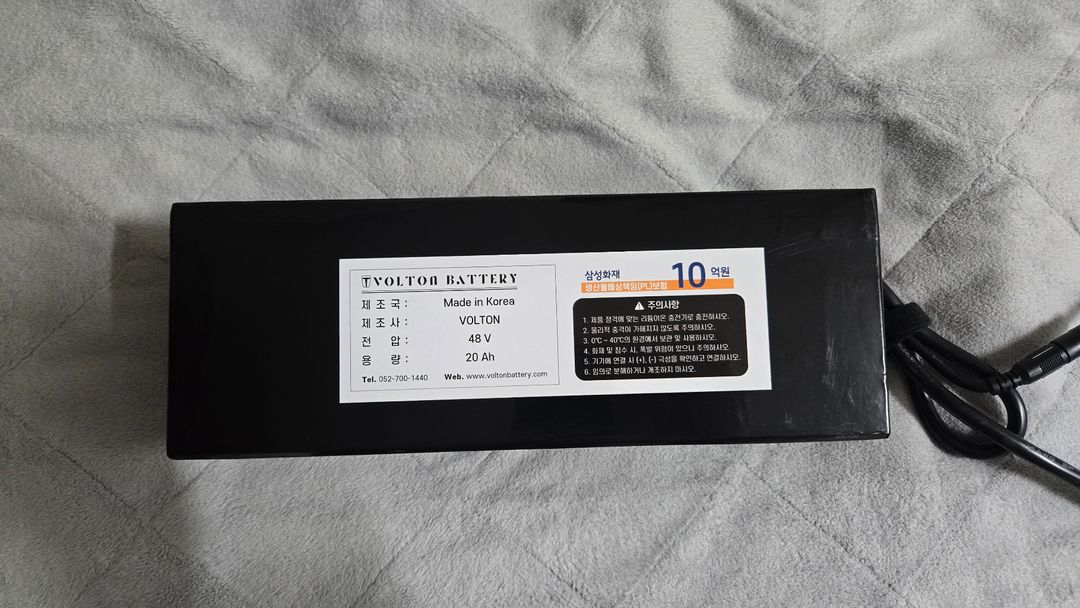 VOLTON BATTERY
제 조 국 : Made in Korea
제 조 사 : VOLTON
전 압 : 48 V
용 량 : 20 Ah
Tel. 052-700-1440 Web. www.voltonbattery.com
삼성화재 10 억원
생산물배상책임(PL)보험
주의사항
1. 제품 정격에 맞는 리튬이온 충전기로 충전하시오.
2. 물리적 충격이 가해지지 않도록 주의하시오.
3. 0℃ ~ 40℃의 환경에서 보관 및 사용하시오.
4. 화재 및 침수 시, 폭발 위험이 있으니 주의하시오.
5. 기기에 연결 시 (+), (-) 극성을 확인하고 연결하시오.
6. 임의로 분해하거나 개조하지 마시오.